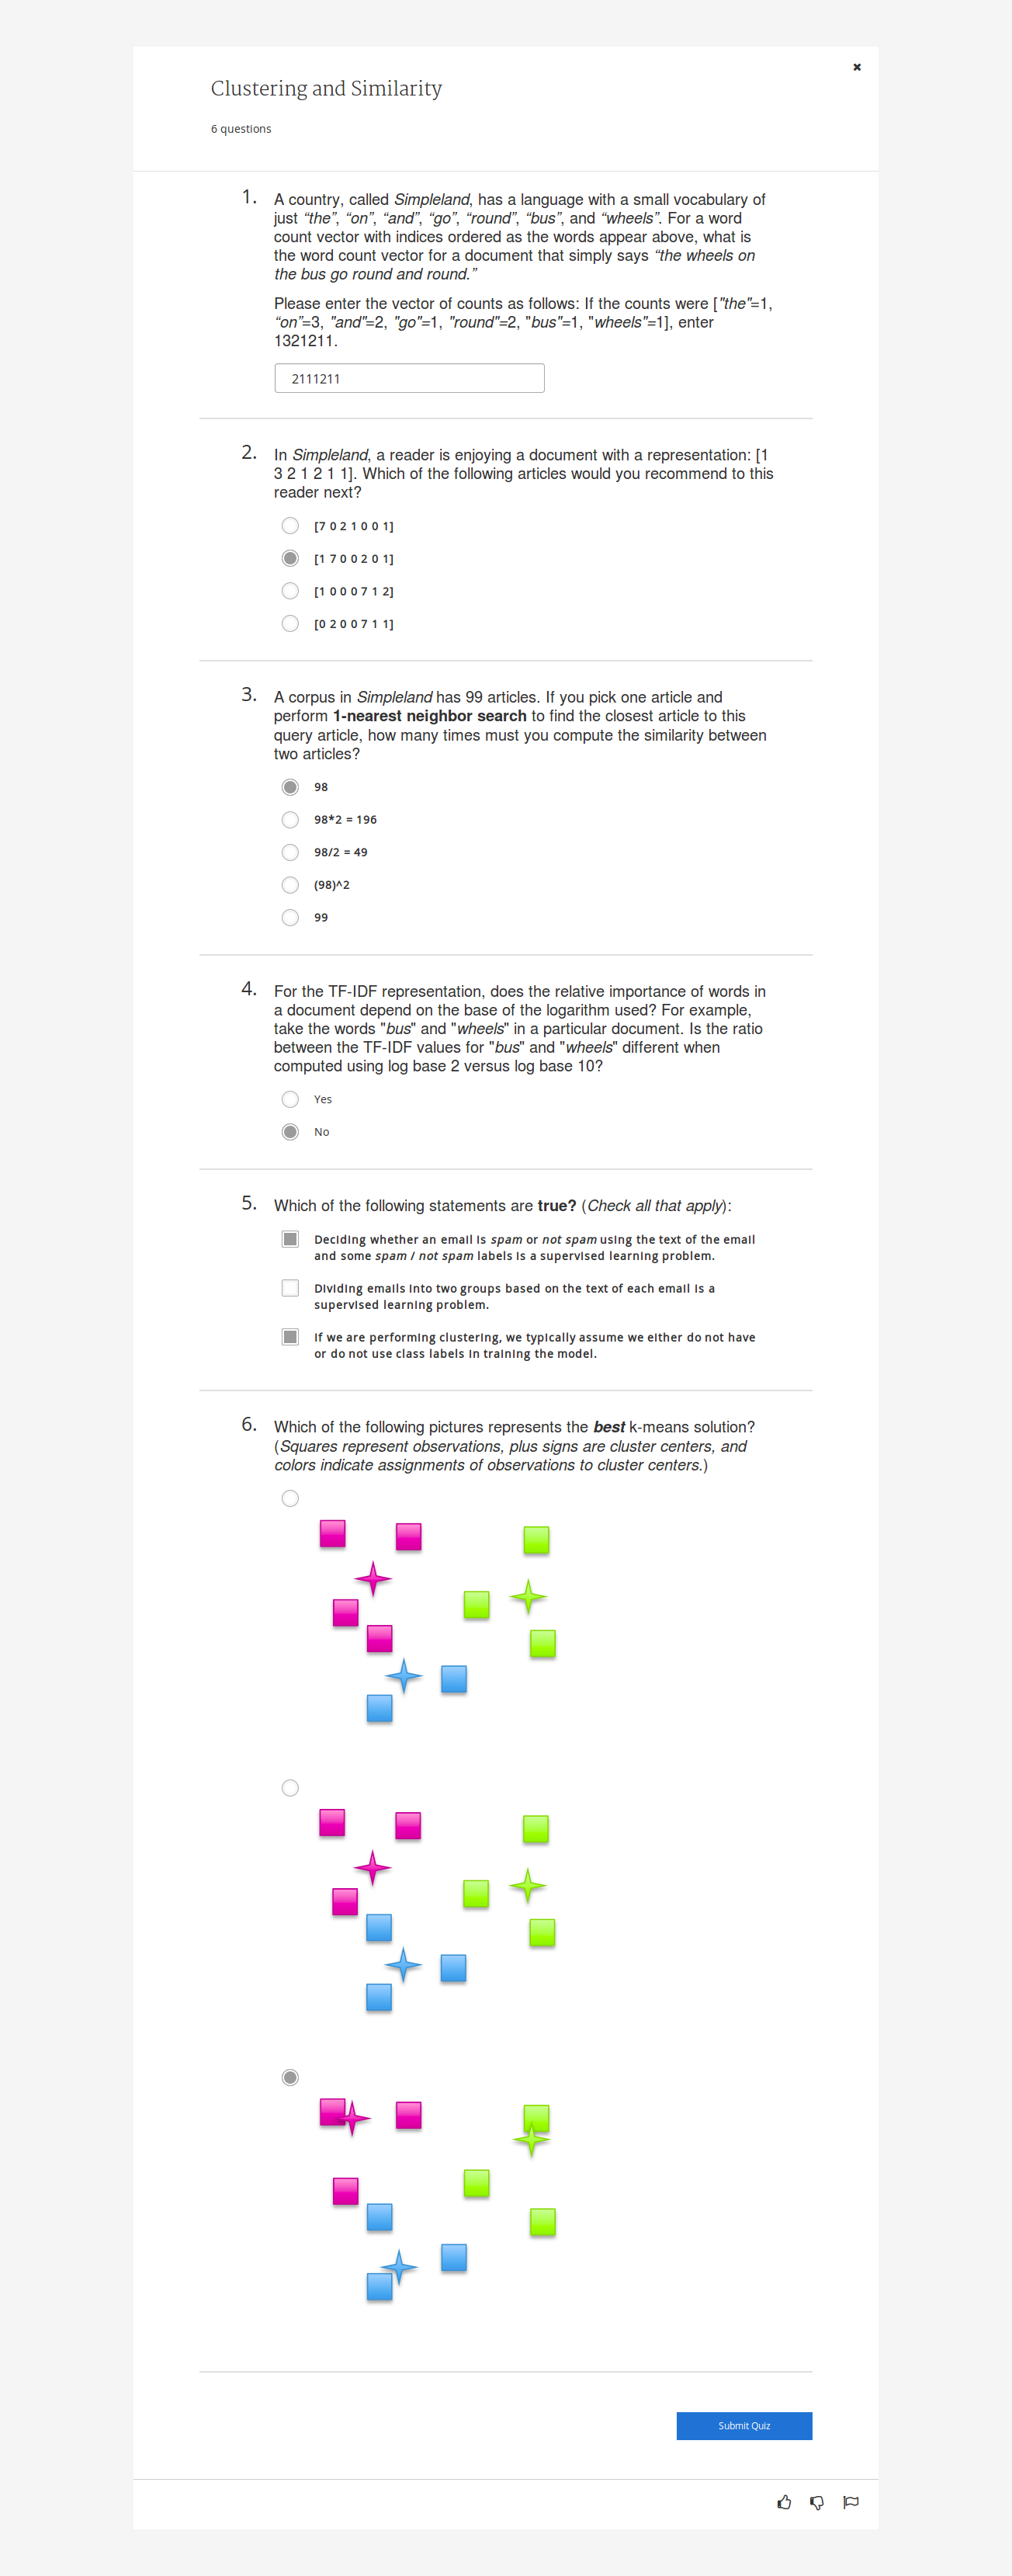 Clustering and Similarity
6 questions
1. A country, called Simpleland, has a language with a small vocabulary of
just “the”, “on”, “and”, “go”, “round”, “bus”, and “wheels”. For a word
count vector with indices ordered as the words appear above, what is
the word count vector for a document that simply says “the wheels on
the bus go round and round.”
Please enter the vector of counts as follows: If the counts were ["the"=1,
“on”=3, "and"=2, "go"=1, "round"=2, "bus"=1, "wheels"=1], enter
1321211.
2111211
2. In Simpleland, a reader is enjoying a document with a representation: [1
3 2 1 2 1 1]. Which of the following articles would you recommend to this
reader next?
[7 0 2 1 0 0 1]
[1 7 0 0 2 0 1]
[1 0 0 0 7 1 2]
[0 2 0 0 7 1 1]
3. A corpus in Simpleland has 99 articles. If you pick one article and
perform 1-nearest neighbor search to find the closest article to this
query article, how many times must you compute the similarity between
two articles?
98
98*2 = 196
98/2 = 49
(98)^2
99
4. For the TF-IDF representation, does the relative importance of words in
a document depend on the base of the logarithm used? For example,
take the words "bus" and "wheels" in a particular document. Is the ratio
between the TF-IDF values for "bus" and "wheels" different when
computed using log base 2 versus log base 10?
Yes
No
5. Which of the following statements are true? (Check all that apply):
Deciding whether an email is spam or not spam using the text of the email
and some spam / not spam labels is a supervised learning problem.
Dividing emails into two groups based on the text of each email is a
supervised learning problem.
If we are performing clustering, we typically assume we either do not have
or do not use class labels in training the model.
6. Which of the following pictures represents the best k-means solution?
(Squares represent observations, plus signs are cluster centers, and
colors indicate assignments of observations to cluster centers.)
Submit Quiz